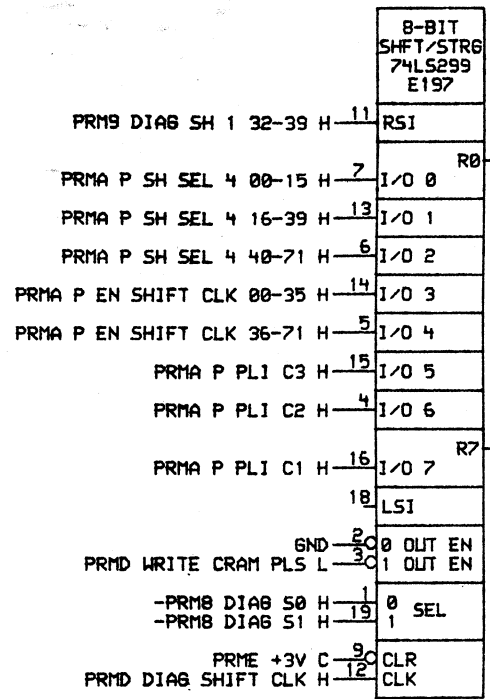 8-BIT
SHFT/STRG
74LS299
E197
PRM9 DIAG SH 1 32-39 H 11 RSI
R0
PRMA P SH SEL 4 00-15 H 7 I/O 0
PRMA P SH SEL 4 16-39 H 13 I/O 1
PRMA P SH SEL 4 40-71 H 6 I/O 2
PRMA P EN SHIFT CLK 00-35 H 14 I/O 3
PRMA P EN SHIFT CLK 36-71 H 5 I/O 4
PRMA P PLI C3 H 15 I/O 5
PRMA P PLI C2 H 4 I/O 6
R7
PRMA P PLI C1 H 16 I/O 7
18 LSI
GND 2 0 OUT EN
PRMD WRITE CRAM PLS L 3 1 OUT EN
-PRM8 DIAG S0 H 1 0 SEL
-PRM8 DIAG S1 H 19 1
PRME +3V C 9 CLR
PRMD DIAG SHIFT CLK H 12 CLK